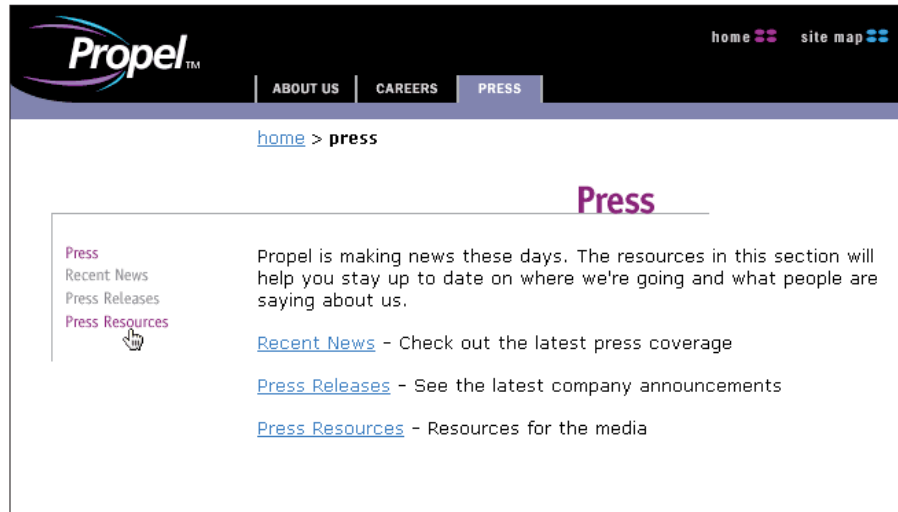 Propel™
home
site map
ABOUT US
CAREERS
PRESS
home > press
Press
Press
Recent News
Press Releases
Press Resources
Propel is making news these days. The resources in this section will
help you stay up to date on where we're going and what people are
saying about us.
Recent News – Check out the latest press coverage
Press Releases – See the latest company announcements
Press Resources – Resources for the media